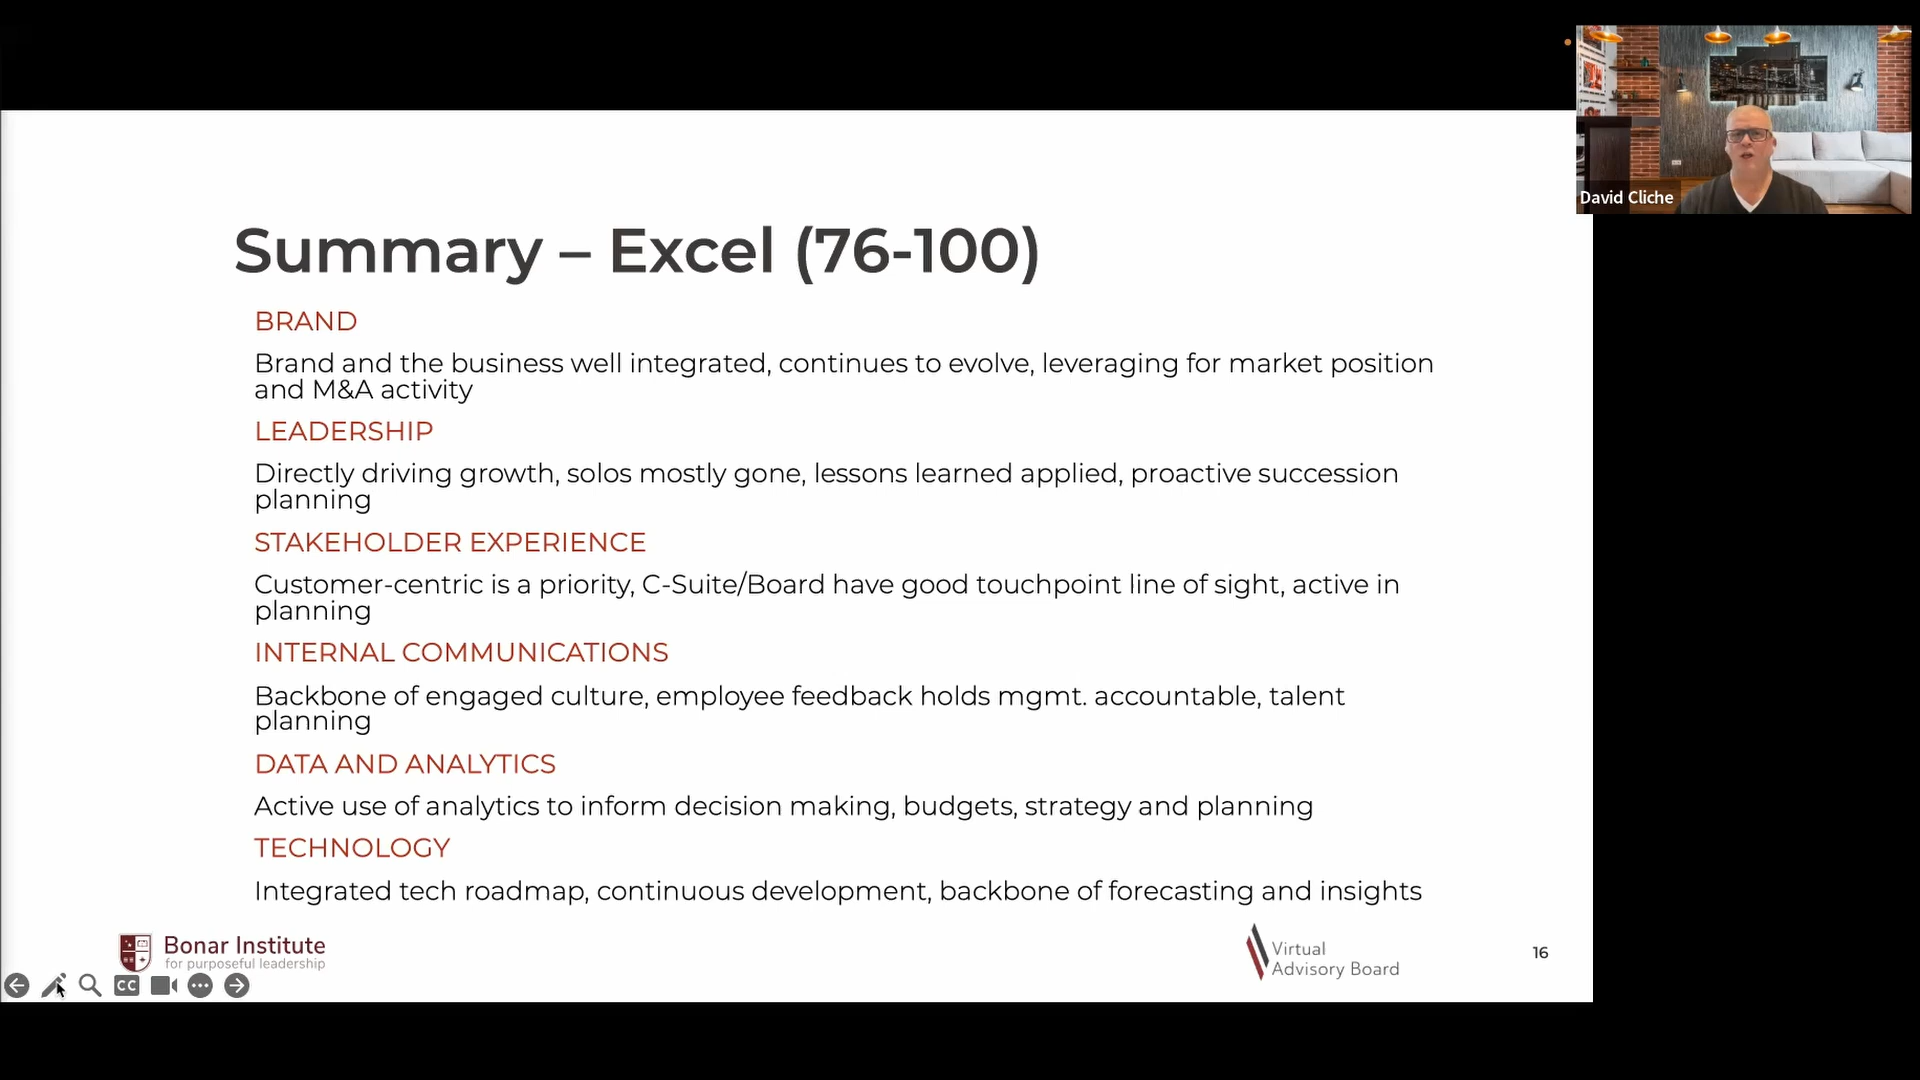 David Cliche
Summary – Excel (76-100)
BRAND
Brand and the business well integrated, continues to evolve, leveraging for market position
and M&A activity
LEADERSHIP
Directly driving growth, solos mostly gone, lessons learned applied, proactive succession
planning
STAKEHOLDER EXPERIENCE
Customer-centric is a priority, C-Suite/Board have good touchpoint line of sight, active in
planning
INTERNAL COMMUNICATIONS
Backbone of engaged culture, employee feedback holds mgmt. accountable, talent
planning
DATA AND ANALYTICS
Active use of analytics to inform decision making, budgets, strategy and planning
TECHNOLOGY
Integrated tech roadmap, continuous development, backbone of forecasting and insights
Bonar Institute
for purposeful leadership
Virtual
Advisory Board
16
CC